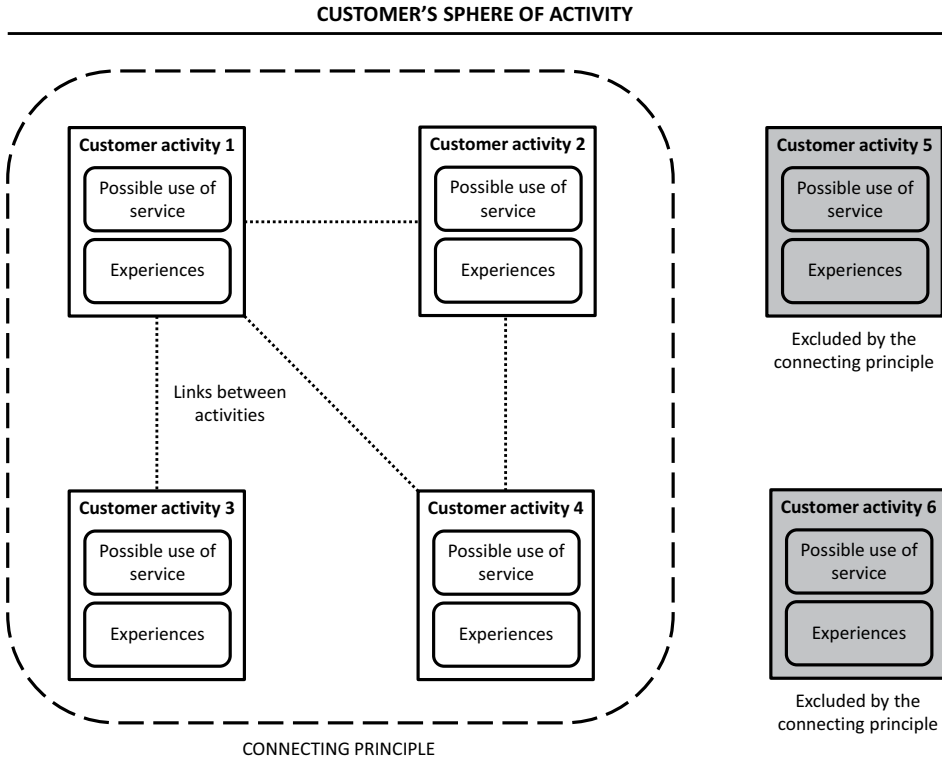 CUSTOMER’S SPHERE OF ACTIVITY
Customer activity 1
Possible use of
service
Experiences
Customer activity 2
Possible use of
service
Experiences
Customer activity 5
Possible use of
service
Experiences
Excluded by the
connecting principle
Links between
activities
Customer activity 3
Possible use of
service
Experiences
Customer activity 4
Possible use of
service
Experiences
Customer activity 6
Possible use of
service
Experiences
Excluded by the
connecting principle
CONNECTING PRINCIPLE